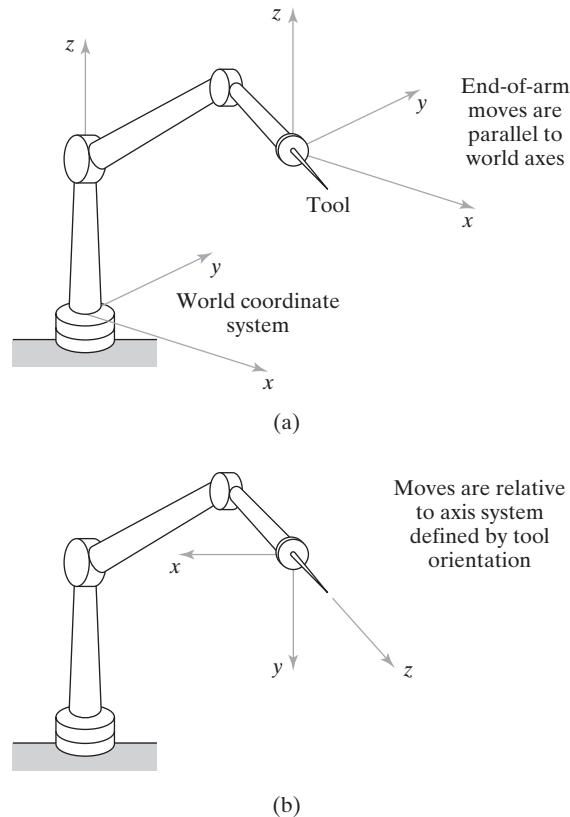 z
z
y
End-of-arm
moves are
parallel to
world axes
Tool
x
y
World coordinate
system
x
(a)
Moves are relative
to axis system
defined by tool
orientation
x
y
z
(b)